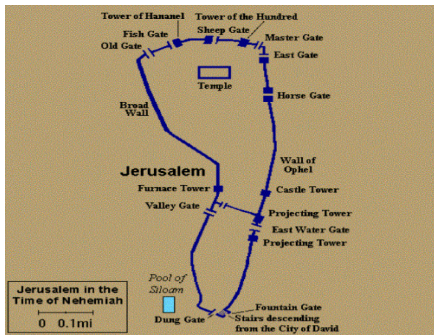 Tower of Hananel
Tower of the Hundred
Fish Gate
Sheep Gate
Master Gate
Old Gate
East Gate
Temple
Horse Gate
Broad
Wall
Wall of
Ophel
Jerusalem
Furnace Tower
Castle Tower
Valley Gate
Projecting Tower
East Water Gate
Projecting Tower
Pool of
Siloam
Jerusalem in the
Time of Nehemiah
0 0.1mi
Fountain Gate
Dung Gate
Stairs descending
from the City of David